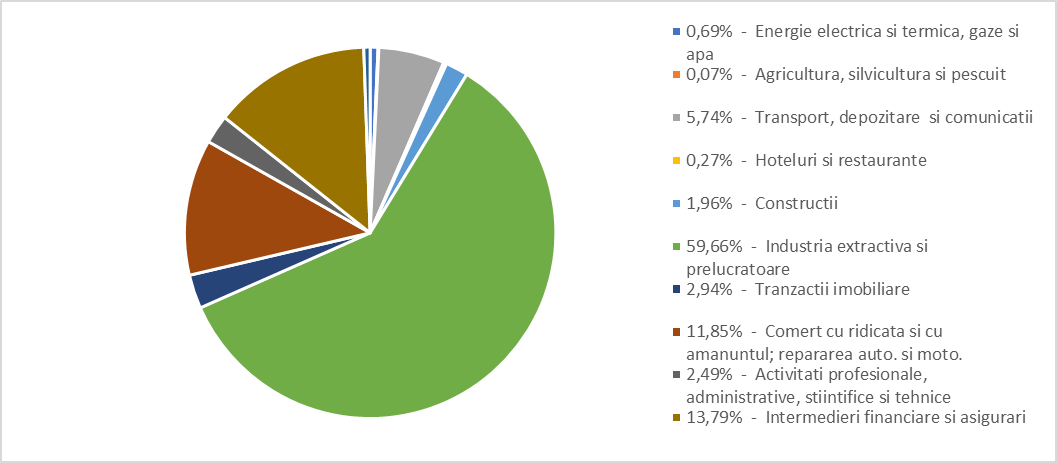 0,69%  -  Energie electrica si termica, gaze si
apa
0,07%  -  Agricultura, silvicultura si pescuit
5,74%  -  Transport, depozitare  si comunicatii
0,27%  -  Hoteluri si restaurante
1,96%  -  Constructii
59,66%  -  Industria extractiva si
prelucratoare
2,94%  -  Tranzactii imobiliare
11,85%  -  Comert cu ridicata si cu
amanuntul; repararea auto. si moto.
2,49%  -  Activitati profesionale,
administrative, stiintifice si tehnice
13,79%  -  Intermedieri financiare si asigurari